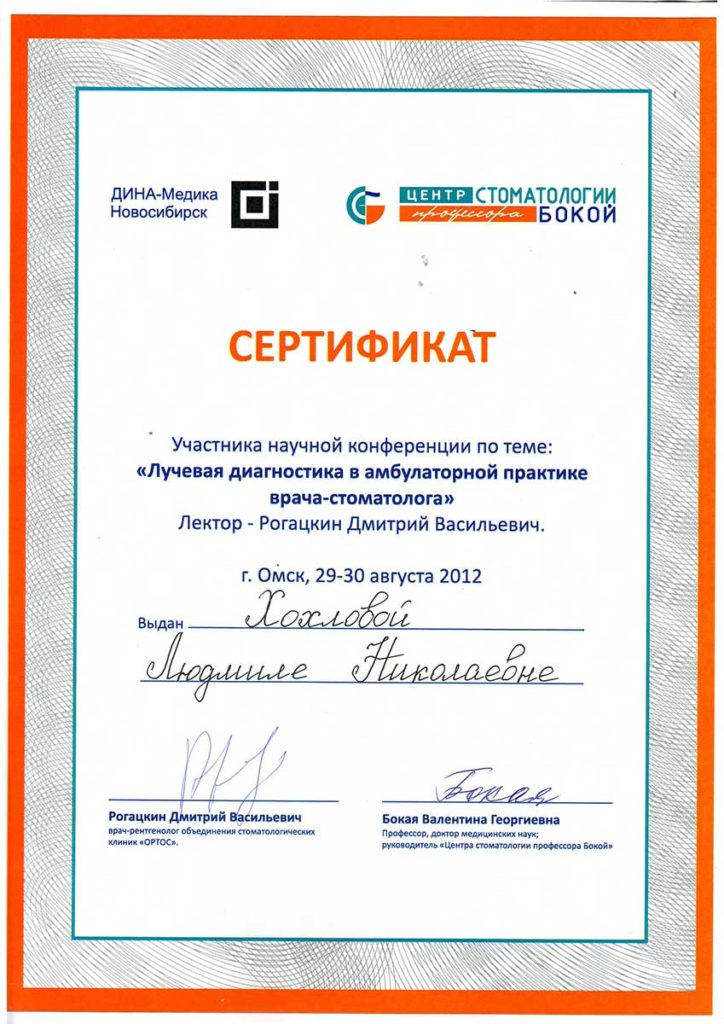 ДИНА-Медика
Новосибирск
ЦЕНТР СТОМАТОЛОГИИ
профессора БОКОЙ
СЕРТИФИКАТ
Участника научной конференции по теме:
«Лучевая диагностика в амбулаторной практике
врача-стоматолога»
Лектор - Рогацкин Дмитрий Васильевич.
г. Омск, 29-30 августа 2012
Выдан Хохловой
Людмиле Николаевне
Бокая
Рогацкин Дмитрий Васильевич
врач-рентгенолог объединения стоматологических
клиник «ОРТОС».
Бокая Валентина Георгиевна
Профессор, доктор медицинских наук;
руководитель «Центра стоматологии профессора Бокой»